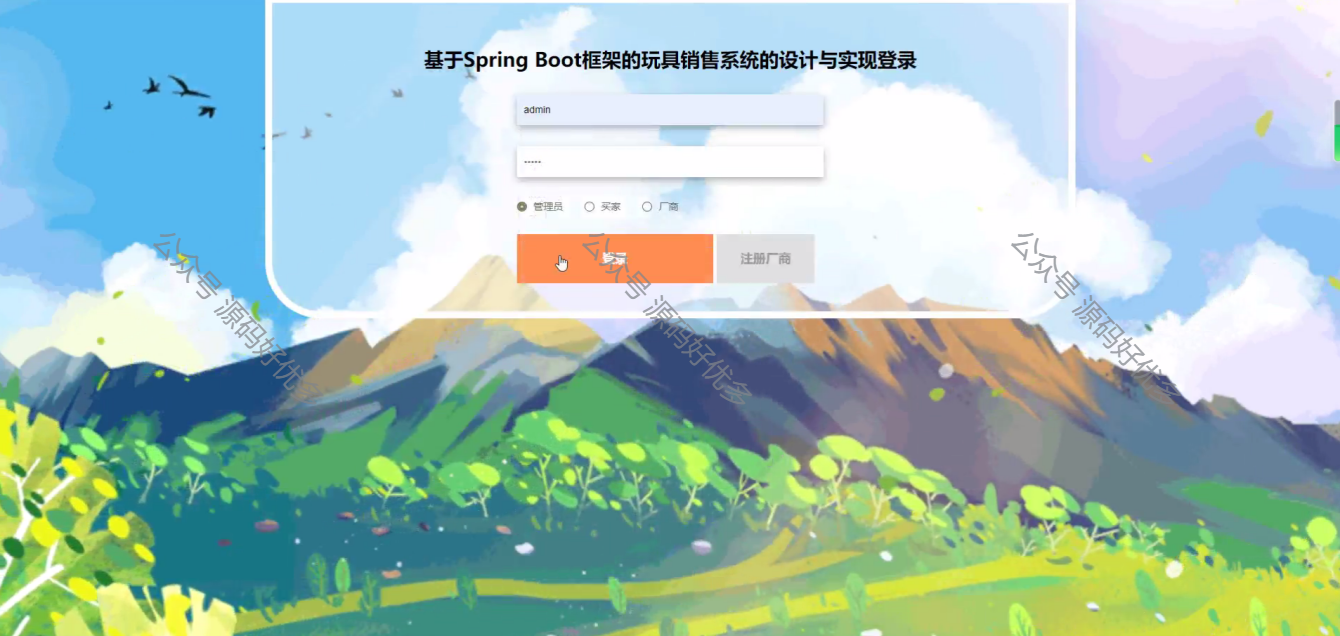 基于Spring Boot框架的玩具销售系统的设计与实现登录
admin
-----
管理员 买家 厂商
登录 注册厂商
公众号 源码好优多
公众号 源码好优多
公众号 源码好优多